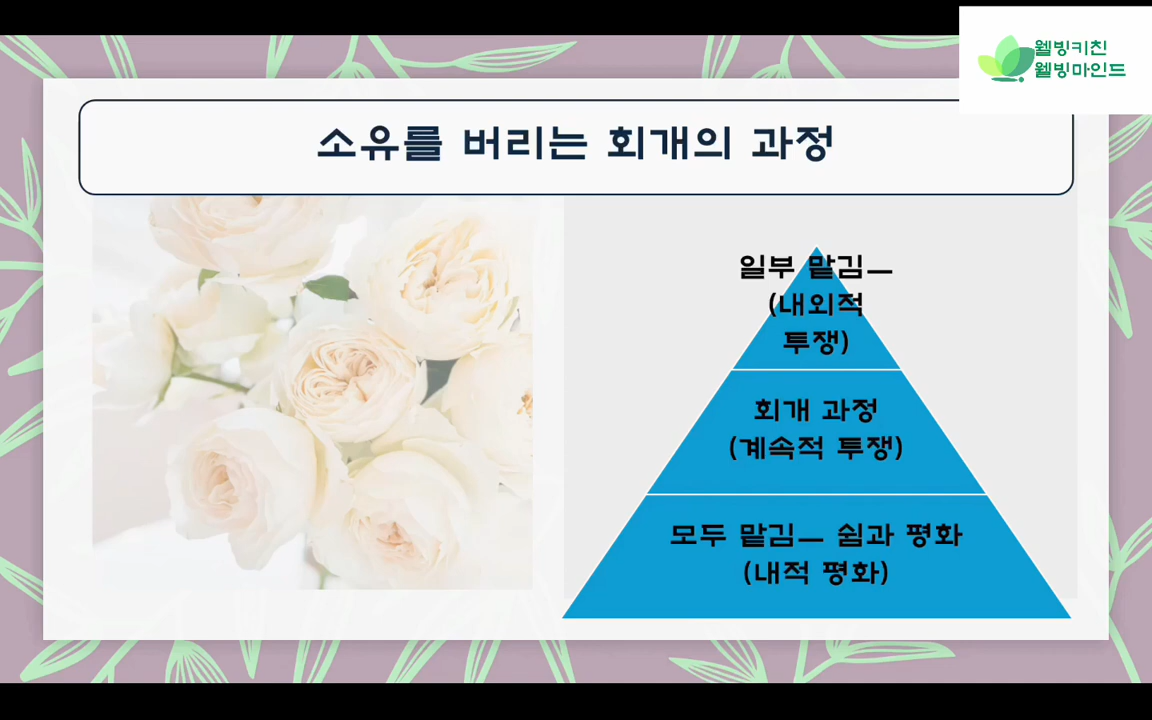 웰빙키친
웰빙마인드
소유를 버리는 회개의 과정
일부 맡김—
(내외적
투쟁)
회개 과정
(계속적 투쟁)
모두 맡김— 쉼과 평화
(내적 평화)